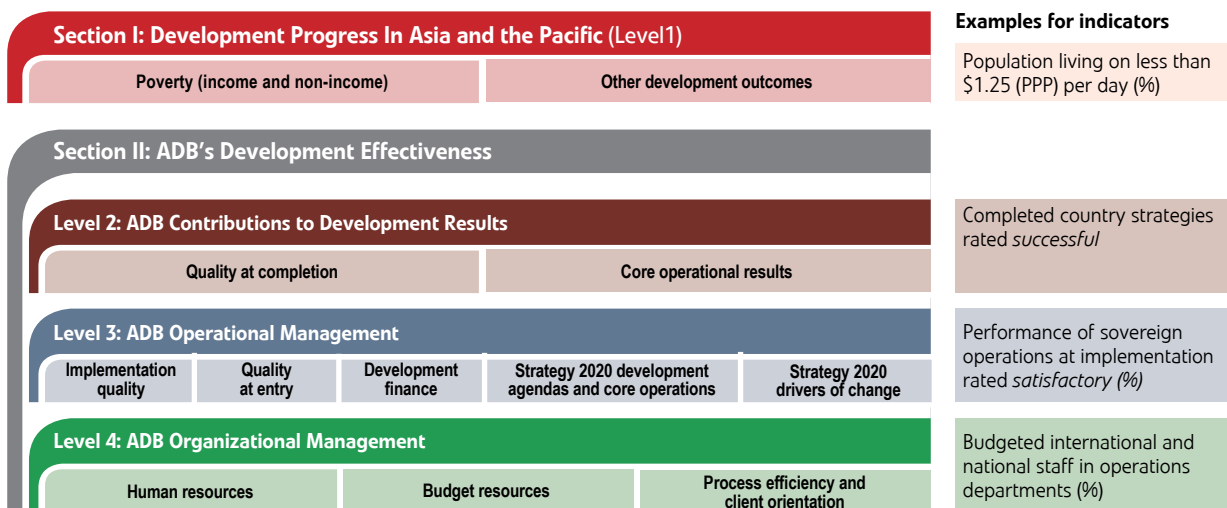 Section I: Development Progress In Asia and the Pacific (Level1)
Poverty (income and non-income)
Other development outcomes
Examples for indicators
Population living on less than
$1.25 (PPP) per day (%)
Section II: ADB's Development Effectiveness
Level 2: ADB Contributions to Development Results
Quality at completion
Core operational results
Completed country strategies
rated successful
Level 3: ADB Operational Management
Implementation
quality
Quality
at entry
Development
finance
Strategy 2020 development
agendas and core operations
Strategy 2020
drivers of change
Performance of sovereign
operations at implementation
rated satisfactory (%)
Level 4: ADB Organizational Management
Human resources
Budget resources
Process efficiency and
client orientation
Budgeted international and
national staff in operations
departments (%)